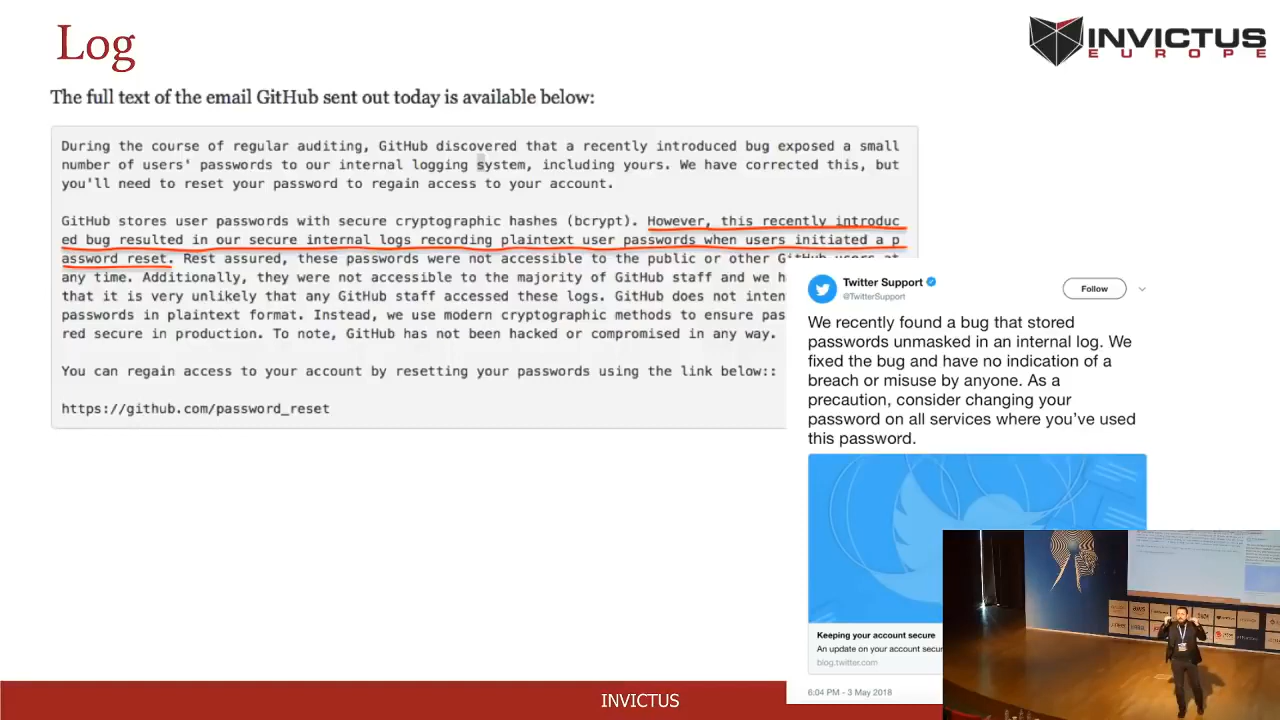 Log
INVICTUS
EUROPE
The full text of the email GitHub sent out today is available below:
During the course of regular auditing, GitHub discovered that a recently introduced bug exposed a small
number of users' passwords to our internal logging system, including yours. We have corrected this, but
you'll need to reset your password to regain access to your account.
GitHub stores user passwords with secure cryptographic hashes (bcrypt). However, this recently introduc
ed bug resulted in our secure internal logs recording plaintext user passwords when users initiated a p
assword reset. Rest assured, these passwords were not accessible to the public or other GitHub users at
any time. Additionally, they were not accessible to the majority of GitHub staff and we h
that it is very unlikely that any GitHub staff accessed these logs. GitHub does not inten
passwords in plaintext format. Instead, we use modern cryptographic methods to ensure pas
red secure in production. To note, GitHub has not been hacked or compromised in any way.
You can regain access to your account by resetting your passwords using the link below::
https://github.com/password_reset
Twitter Support
@TwitterSupport
Follow
We recently found a bug that stored
passwords unmasked in an internal log. We
fixed the bug and have no indication of a
breach or misuse by anyone. As a
precaution, consider changing your
password on all services where you've used
this password.
Keeping your account secure
An update on your account secur
blog.twitter.com
6:04 PM - 3 May 2018
aws
INVICTUS